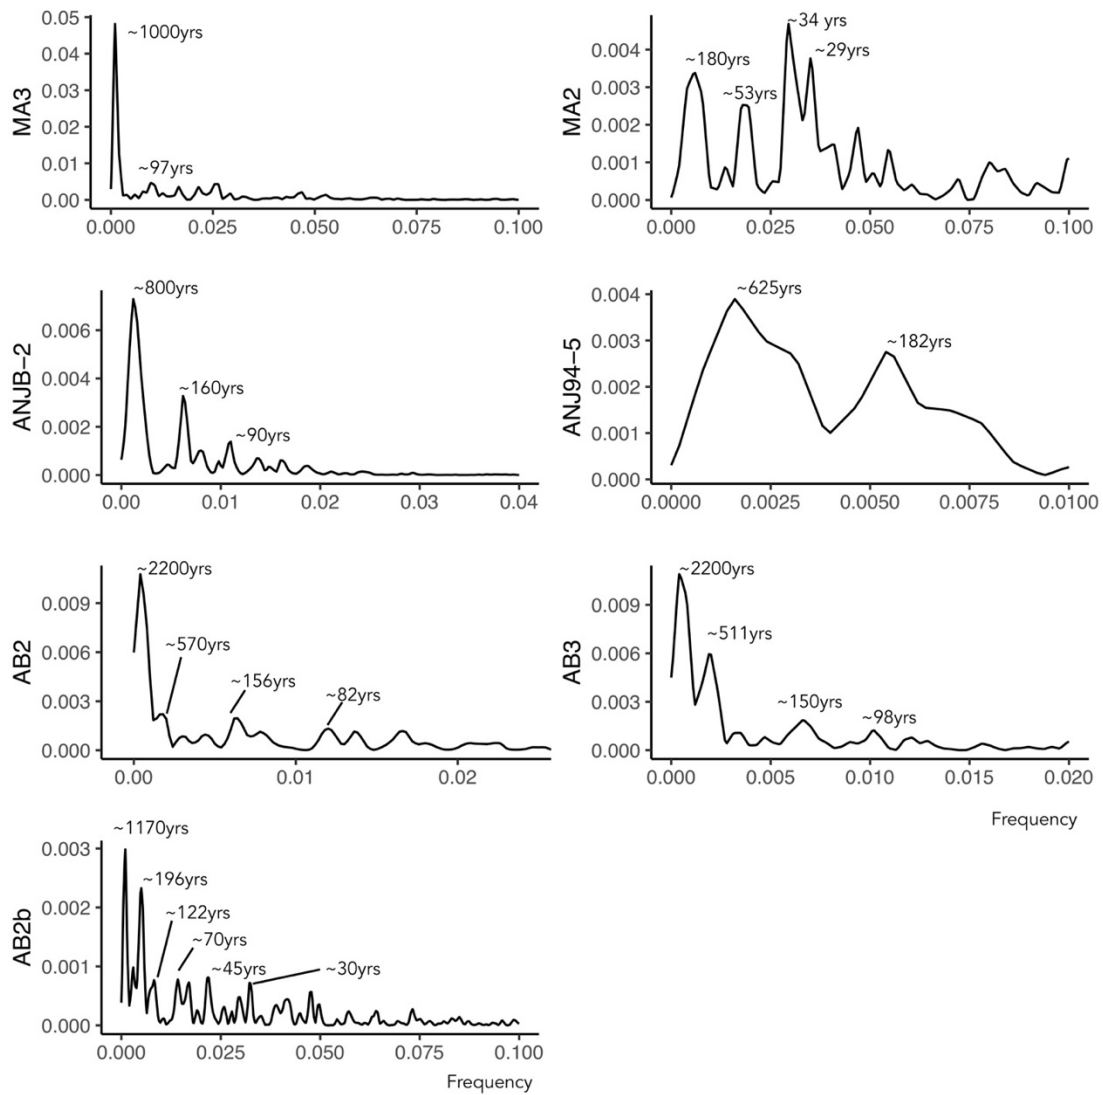 MA3
0.05
0.04
0.03
0.02
0.01
0.00
~1000yrs
~97yrs
0.000 0.025 0.050 0.075 0.100
MA2
0.004
0.003
0.002
0.001
0.000
~34 yrs
~29yrs
~180yrs
~53yrs
0.000 0.025 0.050 0.075 0.100
ANJB-2
0.006
0.004
0.002
0.000
~800yrs
~160yrs
~90yrs
0.00 0.01 0.02 0.03 0.04
ANJ94-5
0.004
0.003
0.002
0.001
0.000
~625yrs
~182yrs
0.0000 0.0025 0.0050 0.0075 0.0100
AB2
0.009
0.006
0.003
0.000
~2200yrs
~570yrs
~156yrs
~82yrs
0.00 0.01 0.02
AB3
0.009
0.006
0.003
0.000
~2200yrs
~511yrs
~150yrs
~98yrs
0.000 0.005 0.010 0.015 0.020
Frequency
AB2b
0.003
0.002
0.001
0.000
~1170yrs
~196yrs
~122yrs
~70yrs
~45yrs
~30yrs
0.000 0.025 0.050 0.075 0.100
Frequency